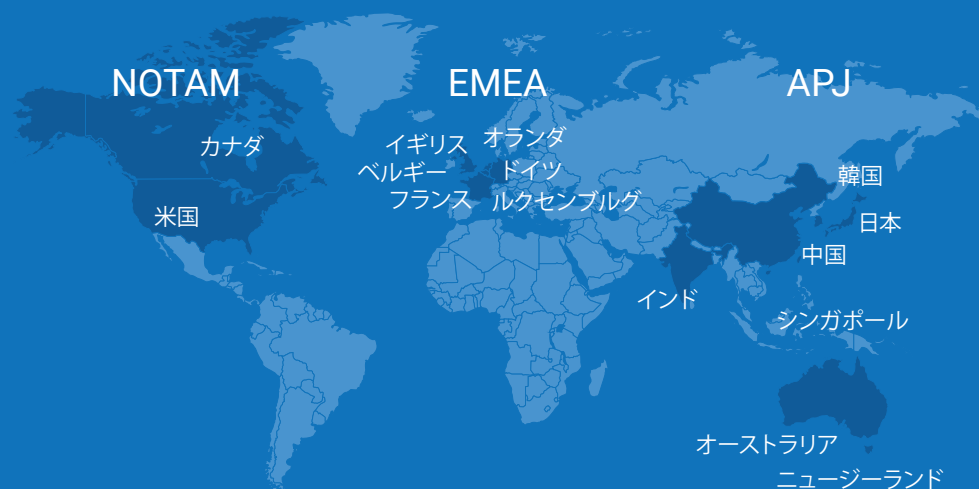 NOTAM
カナダ
米国
EMEA
イギリス
オランダ
ベルギー
ドイツ
フランス
ルクセンブルグ
APJ
韓国
日本
中国
インド
シンガポール
オーストラリア
ニュージーランド